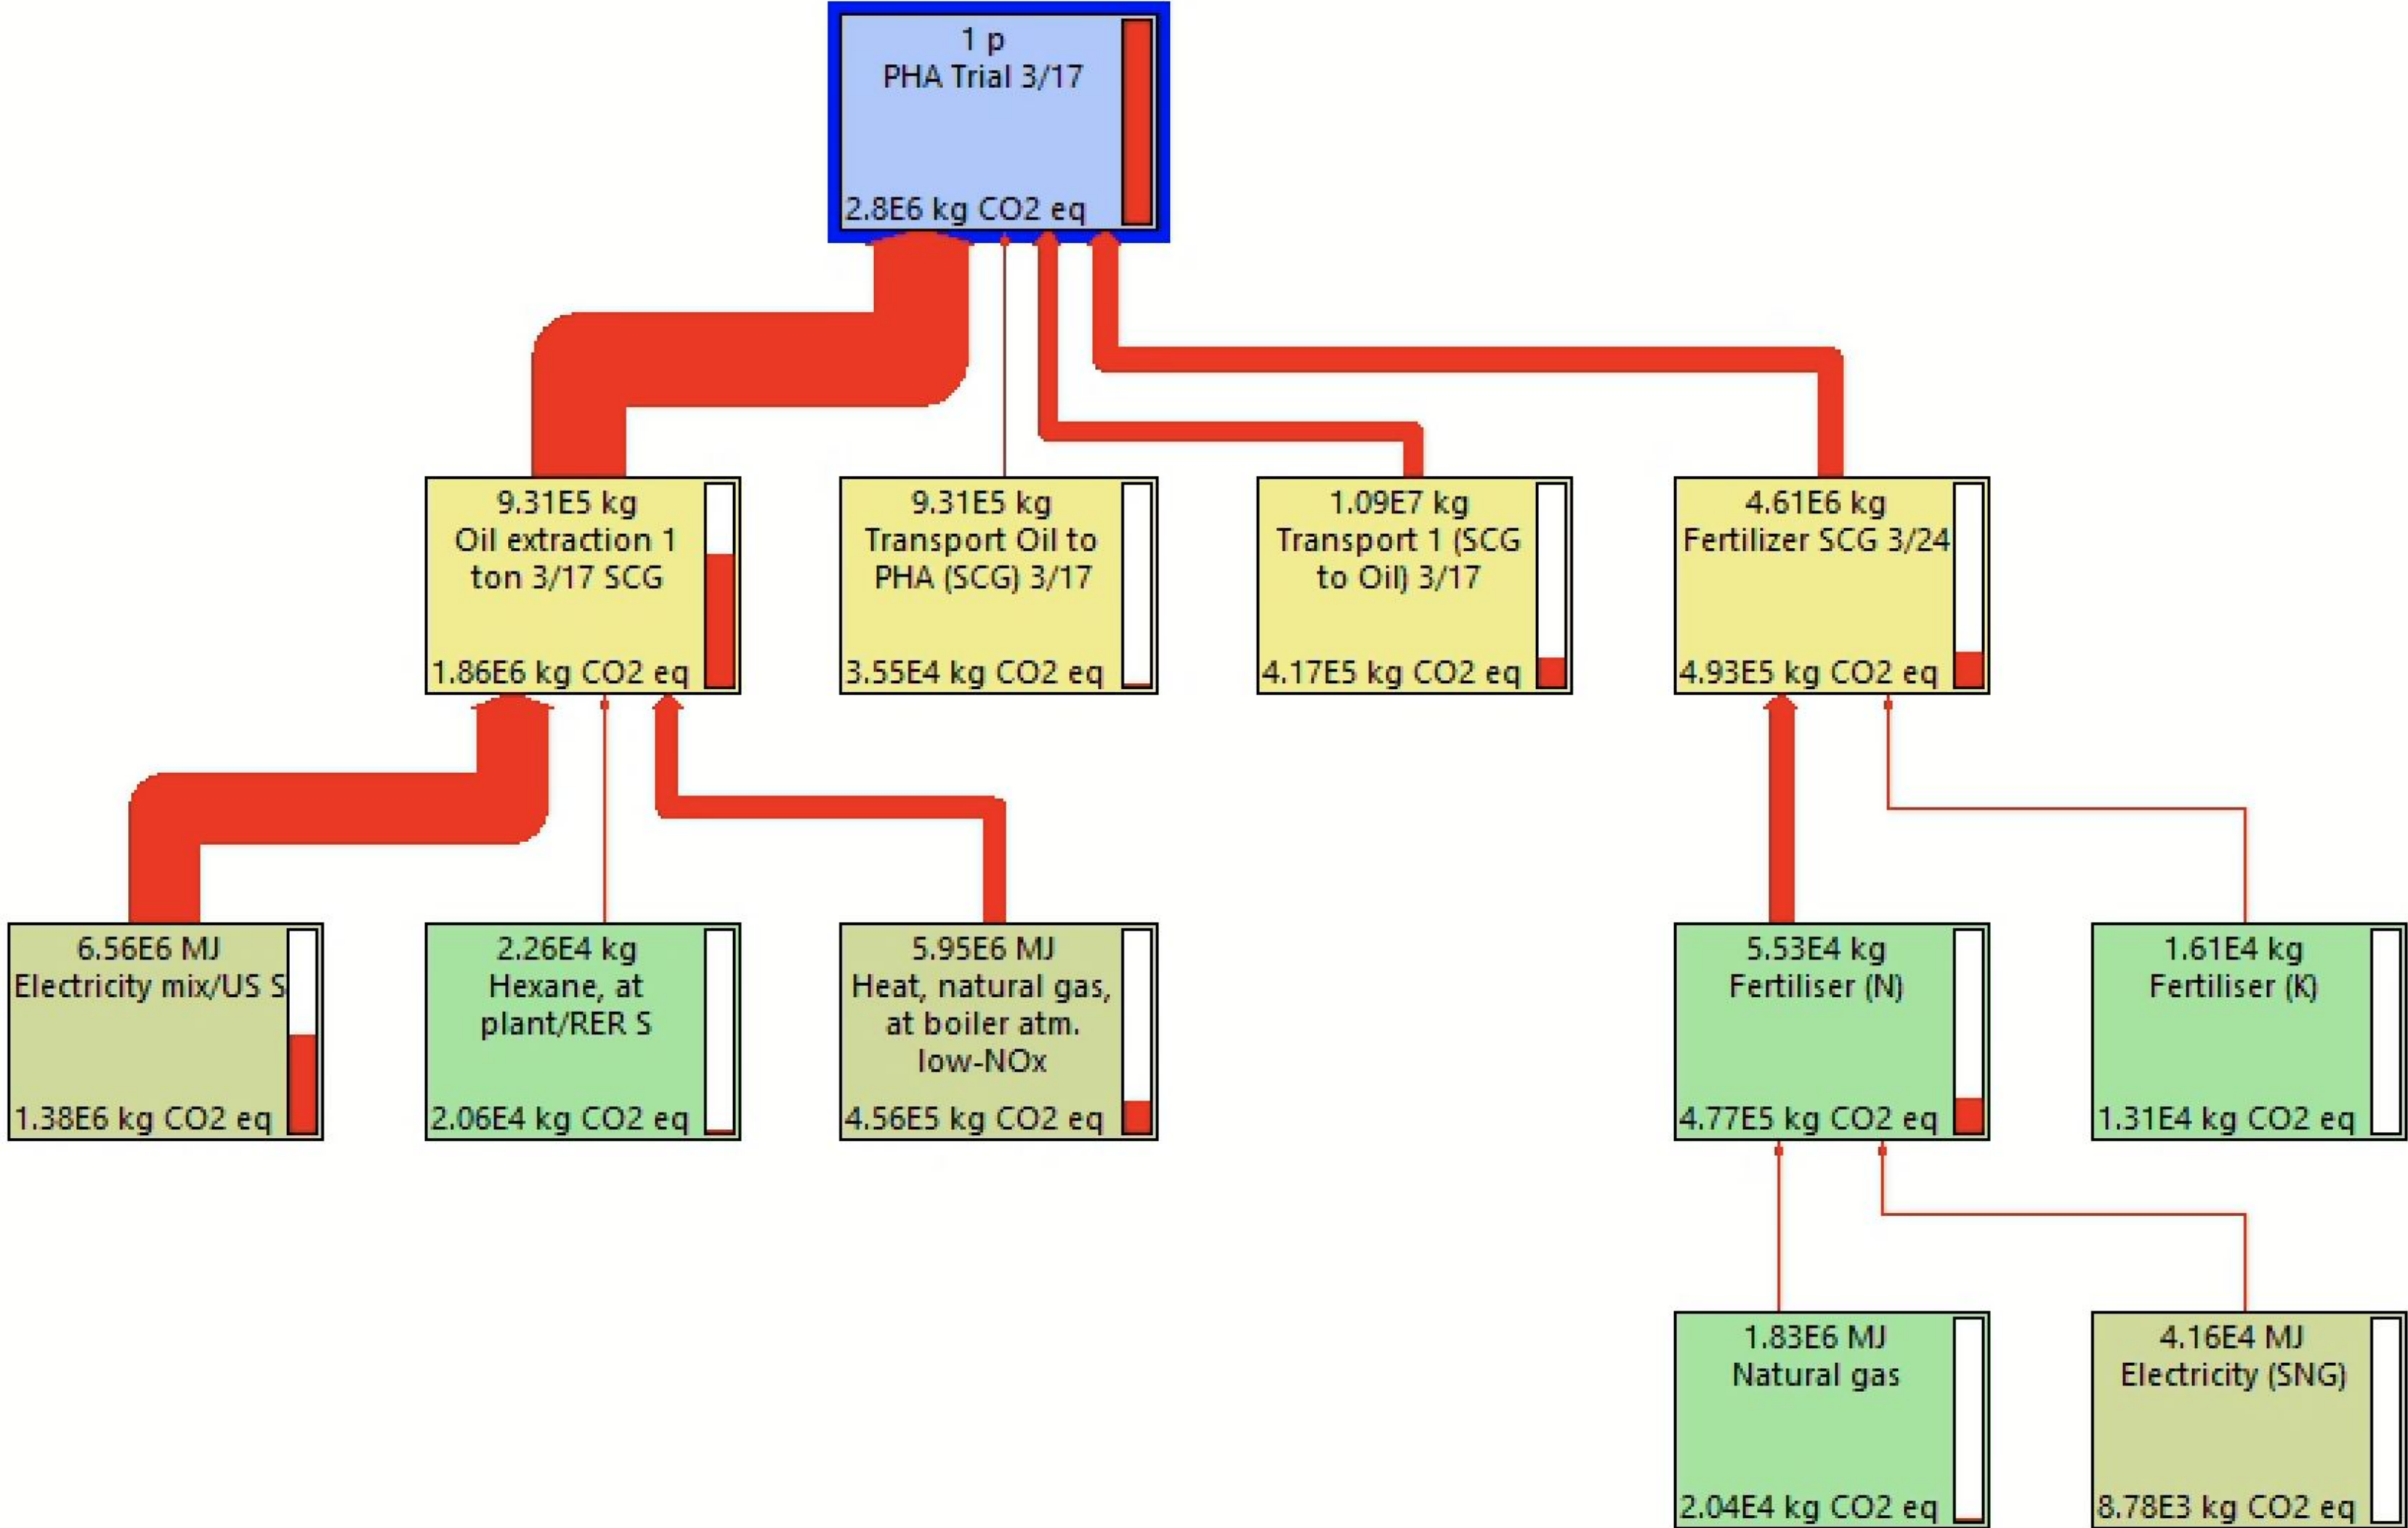 1 p
PHA Trial 3/17
2.8E6 kg CO2 eq
9.31E5 kg
Oil extraction 1
ton 3/17 SCG
1.86E6 kg CO2 eq
9.31E5 kg
Transport Oil to
PHA (SCG) 3/17
3.55E4 kg CO2 eq
1.09E7 kg
Transport 1 (SCG
to Oil) 3/17
4.17E5 kg CO2 eq
4.61E6 kg
Fertilizer SCG 3/24
4.93E5 kg CO2 eq
6.56E6 MJ
Electricity mix/US S
1.38E6 kg CO2 eq
2.26E4 kg
Hexane, at
plant/RER S
2.06E4 kg CO2 eq
5.95E6 MJ
Heat, natural gas,
at boiler atm.
low-NOx
4.56E5 kg CO2 eq
5.53E4 kg
Fertiliser (N)
4.77E5 kg CO2 eq
1.61E4 kg
Fertiliser (K)
1.31E4 kg CO2 eq
1.83E6 MJ
Natural gas
2.04E4 kg CO2 eq
4.16E4 MJ
Electricity (SNG)
8.78E3 kg CO2 eq